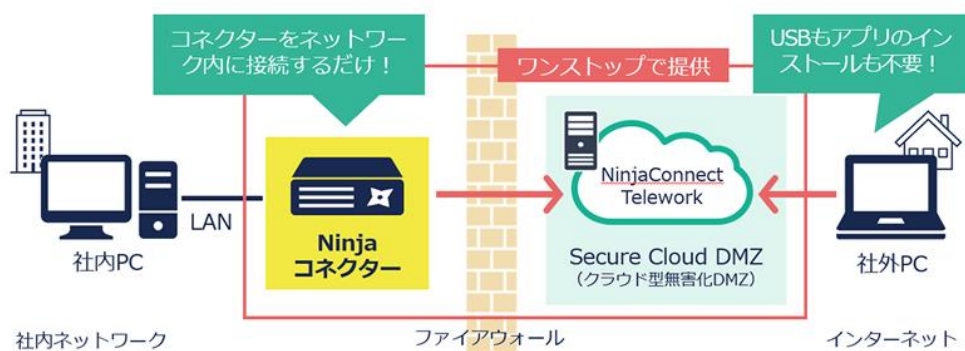 コネクターをネットワー
ク内に接続するだけ！
ワンストップで提供
USBもアプリのイン
ストールも不要！
社内PC
LAN
Ninja
コネクター
NinjaConnect
Telework
Secure Cloud DMZ
（クラウド型無害化DMZ）
社外PC
社内ネットワーク
ファイアウォール
インターネット